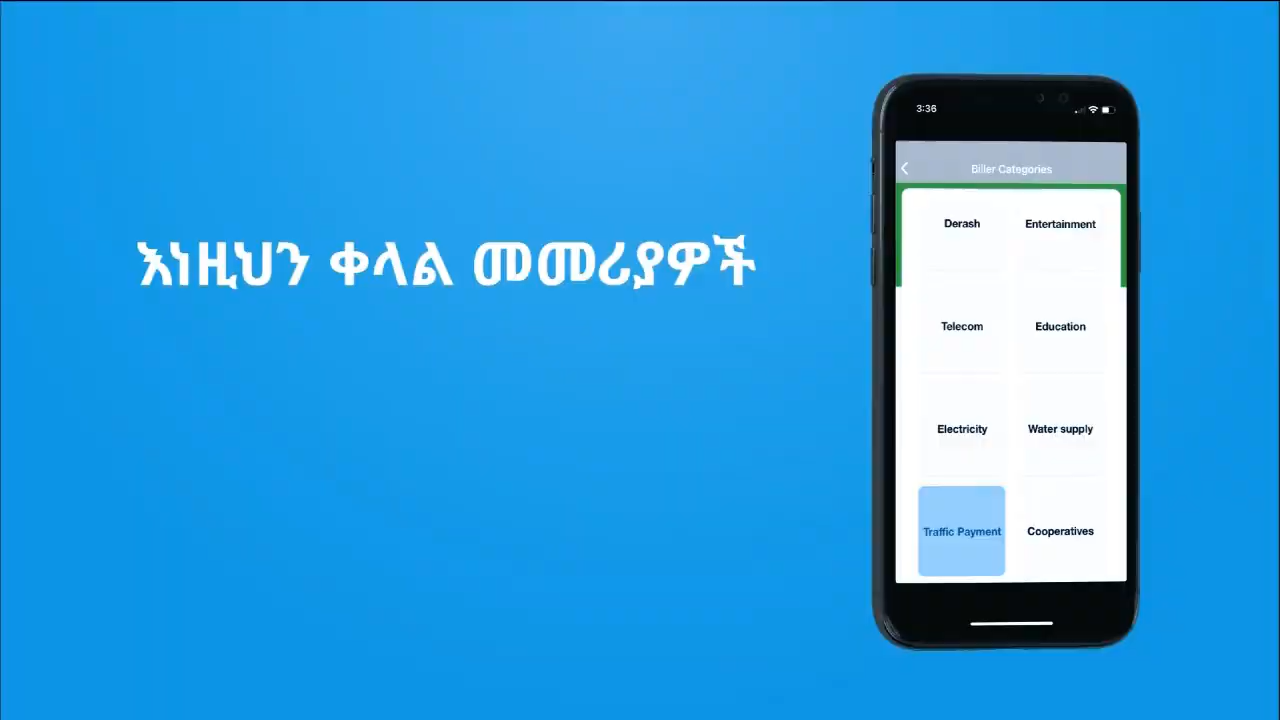 እነዚህን ቀላል መመሪያዎች
3:36
Biller Categories
Derash Entertainment
Telecom Education
Electricity Water supply
Traffic Payment Cooperatives